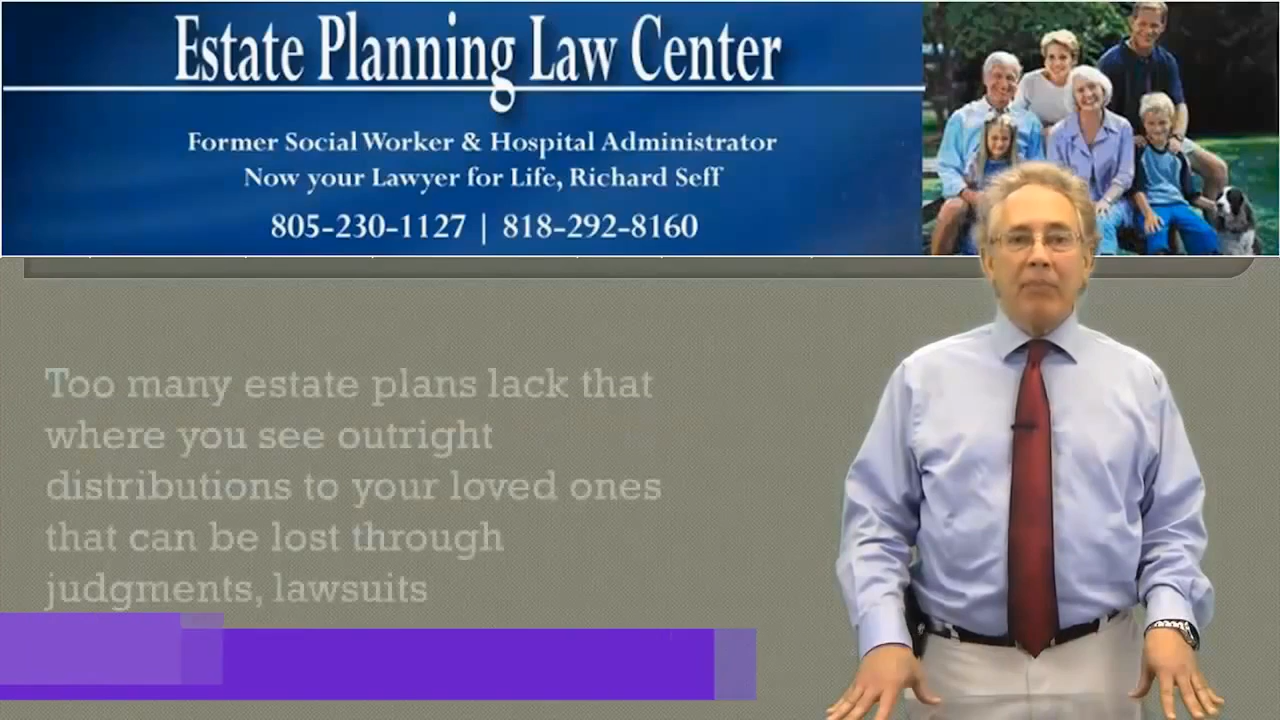 Estate Planning Law Center
Former Social Worker & Hospital Administrator
Now your Lawyer for Life, Richard Seff
805-230-1127 | 818-292-8160
Too many estate plans lack that
where you see outright
distributions to your loved ones
that can be lost through
judgments, lawsuits